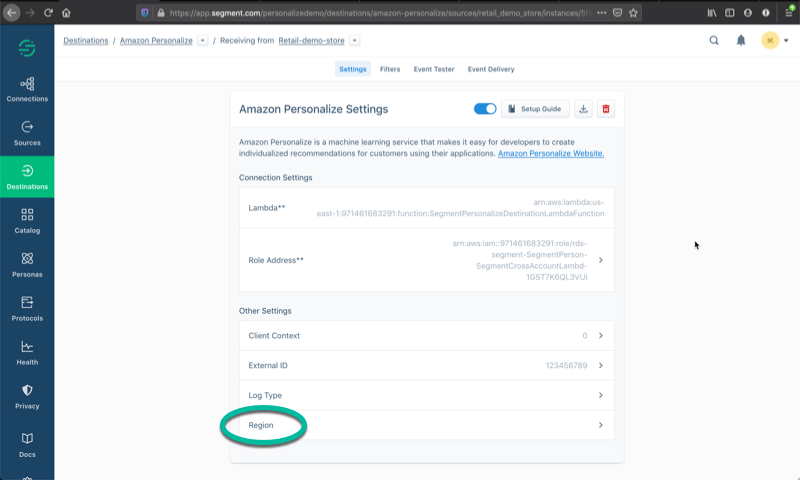 https://app.segment.com/personalizedemo/destinations/amazon-personalize/sources/retail_demo_store/instances/
Destinations / Amazon Personalize / Receiving from Retail-demo-store
IK
Settings Filters Event Tester Event Delivery
Connections
Sources
Destinations
Catalog
Personas
Protocols
Health
Privacy
Docs
Amazon Personalize Settings
Setup Guide
Amazon Personalize is a machine learning service that makes it easy for developers to create
individualized recommendations for customers using their applications. Amazon Personalize Website.
Connection Settings
Lambda**
arn:aws:lambda:us-
east-1:971461683291:function:SegmentPersonalizeDestinationLambdaFunction
Role Address**
arn:aws:iam::971461683291:role/rds-
segment-SegmentPerson-
SegmentCrossAccountLambd-
1GST7K6QL3VUI
Other Settings
Client Context 0
External ID 123456789
Log Type
Region